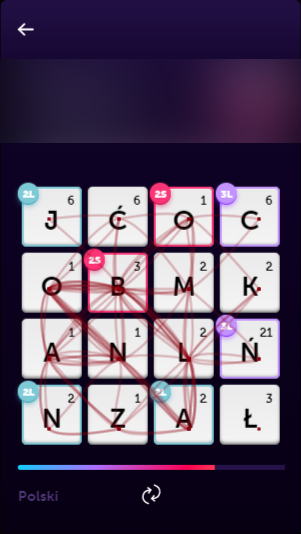 2L 6 6 2S 1 3L 6
J Ć O C
1 2S 3 2 2
O B M K
1 1 2 3L 21
A N L Ń
2L 2 1 2L 2 3
N Z A Ł
Polski